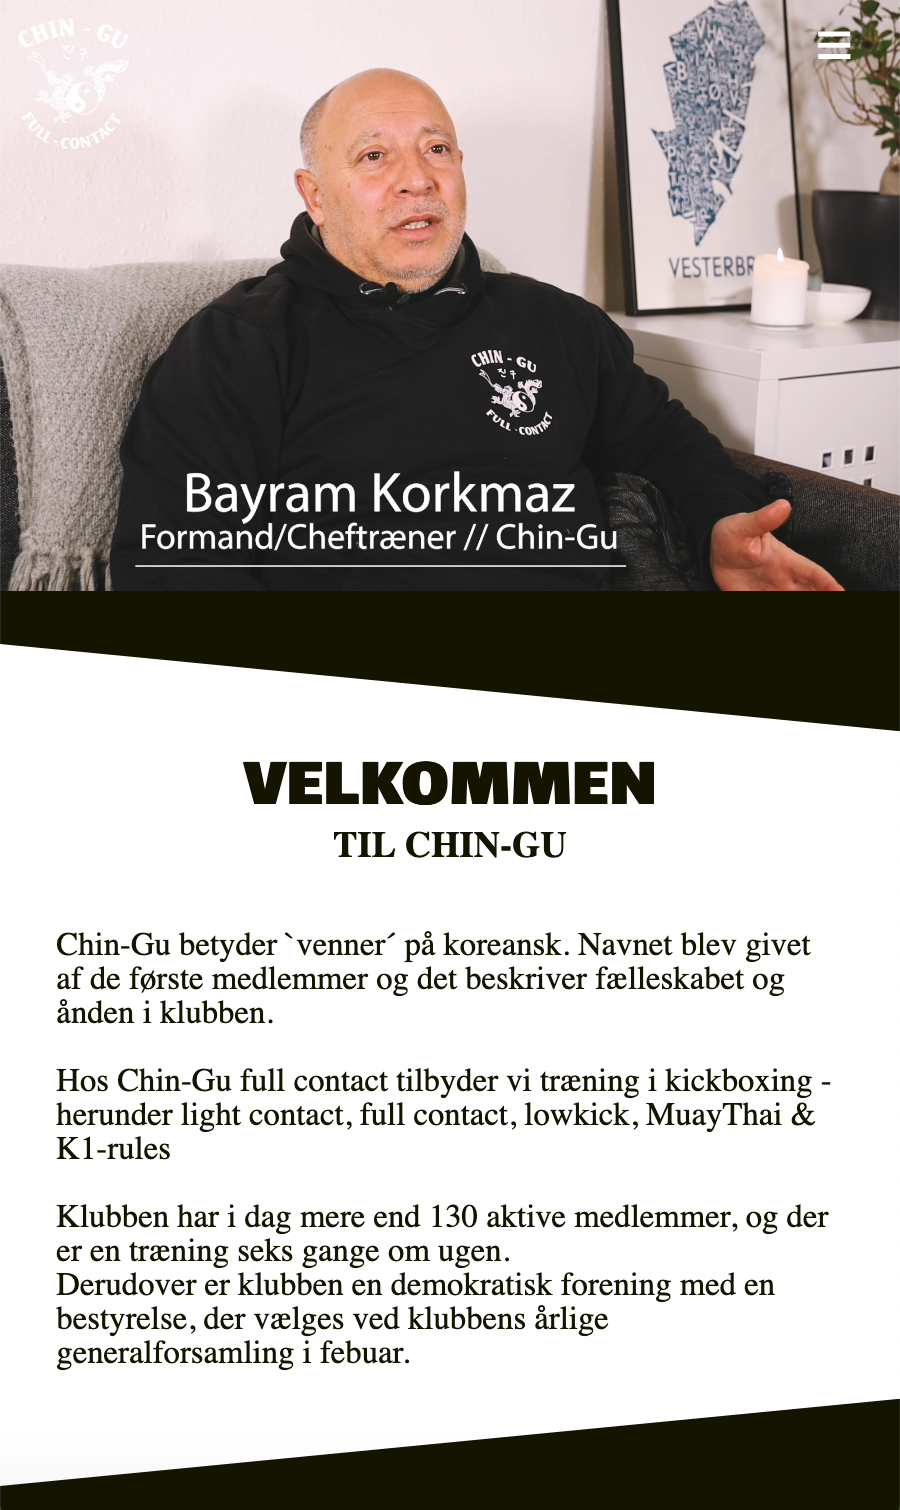 CHIN - GU
친구
FULL - CONTACT
VESTERBR
CHIN - GU
친구
FULL - CONTACT
Bayram Korkmaz
Formand/Cheftræner // Chin-Gu
VELKOMMEN
TIL CHIN-GU
Chin-Gu betyder `venner´ på koreansk. Navnet blev givet
af de første medlemmer og det beskriver fælleskabet og
ånden i klubben.
Hos Chin-Gu full contact tilbyder vi træning i kickboxing -
herunder light contact, full contact, lowkick, MuayThai &
K1-rules
Klubben har i dag mere end 130 aktive medlemmer, og der
er en træning seks gange om ugen.
Derudover er klubben en demokratisk forening med en
bestyrelse, der vælges ved klubbens årlige
generalforsamling i febuar.